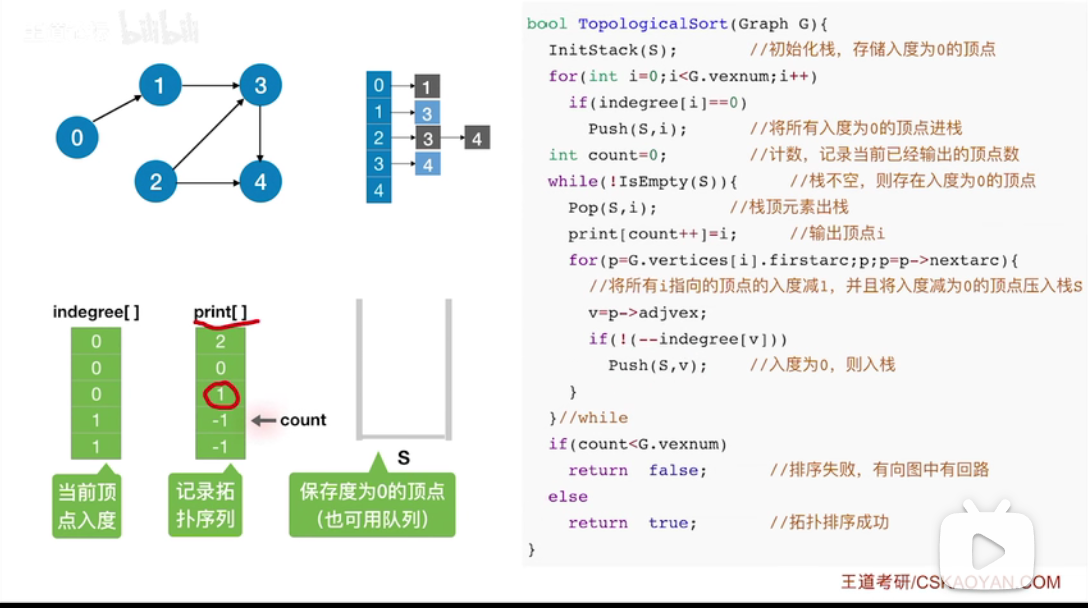 bilibili
1
3
0
2
4
0 1
1 3
2 3 4
3 4
4
indegree[ ]
0
0
0
1
1
当前顶
点入度
print[ ]
2
0
1
-1
-1
count
记录拓
扑序列
S
保存度为0的顶点
(也可用队列)
bool TopologicalSort(Graph G){
InitStack(S); //初始化栈，存储入度为0的顶点
for(int i=0;i<G.vexnum;i++)
if(indegree[i]==0)
Push(S,i); //将所有入度为0的顶点进栈
int count=0; //计数，记录当前已经输出的顶点数
while(!IsEmpty(S)){ //栈不空，则存在入度为0的顶点
Pop(S,i); //栈顶元素出栈
print[count++]=i; //输出顶点i
for(p=G.vertices[i].firstarc;p;p=p->nextarc){
//将所有i指向的顶点的入度减1，并且将入度减为0的顶点压入栈S
v=p->adjvex;
if(!(--indegree[v]))
Push(S,v); //入度为0，则入栈
}
}//while
if(count<G.vexnum)
return false; //排序失败，有向图中有回路
else
return true; //拓扑排序成功
}
王道考研/CSKAOYAN.COM